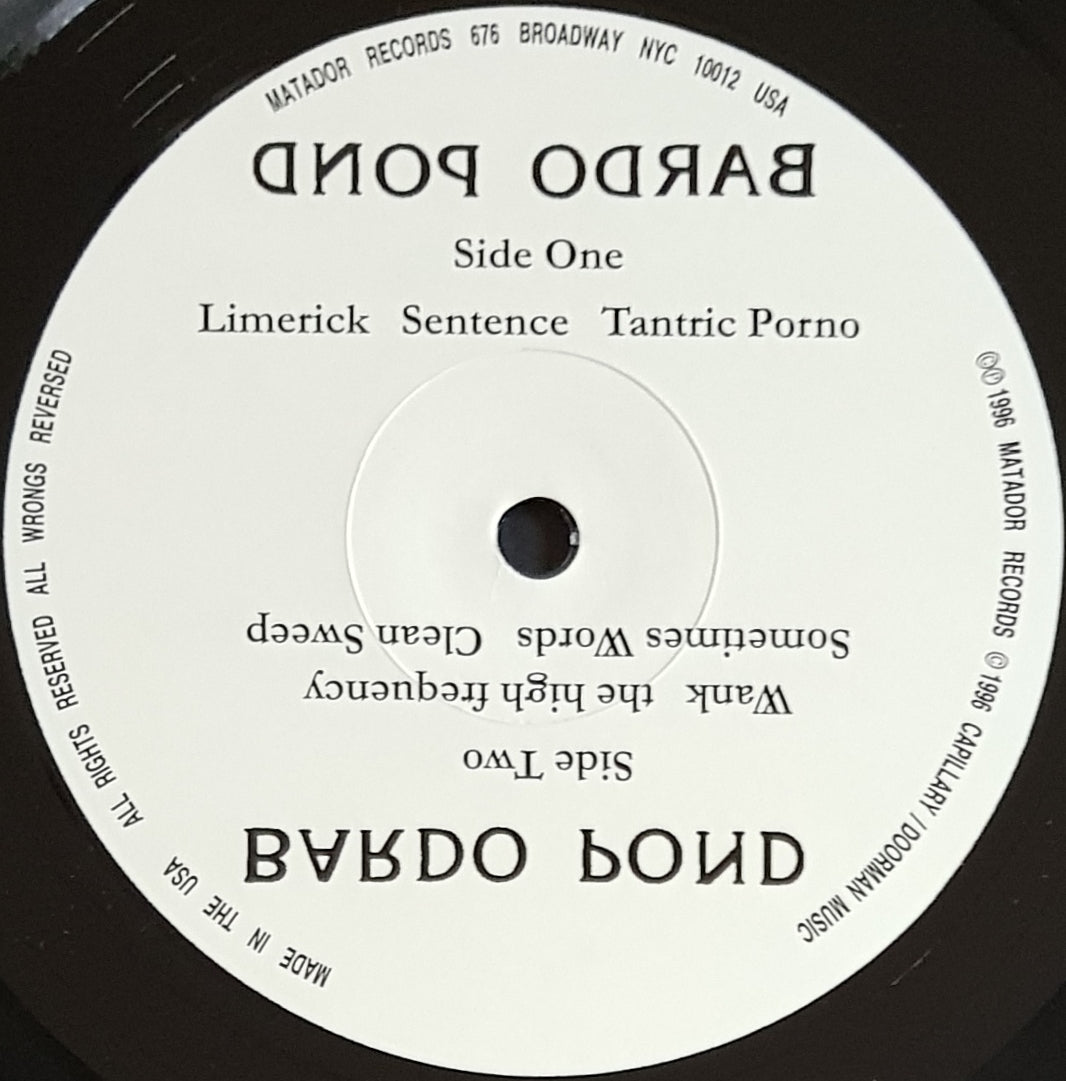 MATADOR RECORDS 676 BROADWAY NYC 10012 USA
BARDO POND
Side One
Limerick Sentence Tantric Porno
Sometimes Words Clean Sweep
Wank the high frequency
Side Two
BARDO POND
©℗ 1996 MATADOR RECORDS © 1996 CAPILLARY / DOORMAN MUSIC
MADE IN THE USA
ALL RIGHTS RESERVED ALL WRONGS REVERSED